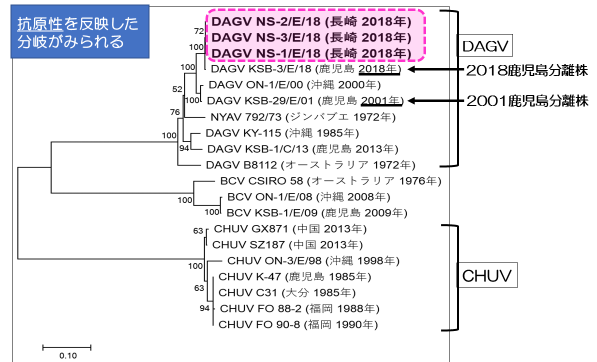 抗原性を反映した
分岐がみられる
DAGV NS-2/E/18 (長崎 2018年)
DAGV NS-3/E/18 (長崎 2018年)
DAGV NS-1/E/18 (長崎 2018年)
DAGV KSB-3/E/18 (鹿児島 2018年)
DAGV ON-1/E/00 (沖縄 2000年)
DAGV KSB-29/E/01 (鹿児島 2001年)
NYAV 792/73 (ジンバブエ 1972年)
DAGV KY-115 (沖縄 1985年)
DAGV KSB-1/C/13 (鹿児島 2013年)
DAGV B8112 (オーストラリア 1972年)
BCV CSIRO 58 (オーストラリア 1976年)
BCV ON-1/E/08 (沖縄 2008年)
BCV KSB-1/E/09 (鹿児島 2009年)
CHUV GX871 (中国 2013年)
CHUV SZ187 (中国 2013年)
CHUV ON-3/E/98 (沖縄 1998年)
CHUV K-47 (鹿児島 1985年)
CHUV C31 (大分 1985年)
CHUV FO 88-2 (福岡 1988年)
CHUV FO 90-8 (福岡 1990年)
DAGV
2018鹿児島分離株
2001鹿児島分離株
CHUV
72
100
52
100
76
100
94
100
100
63
100
63
94
0.10